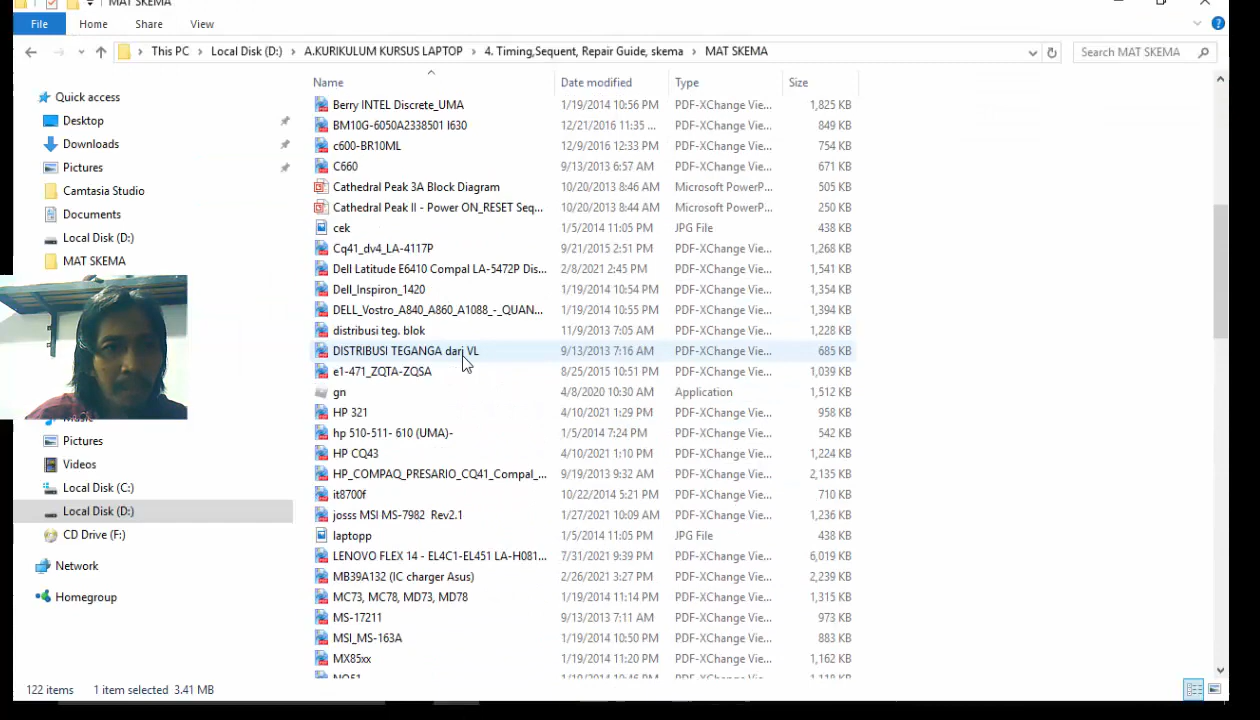 MAT SKEMA
File Home Share View
This PC Local Disk (D:) A.KURIKULUM KURSUS LAPTOP 4. Timing,Sequent, Repair Guide, skema MAT SKEMA Search MAT SKEMA
Name Date modified Type Size
Quick access
Desktop
Downloads
Pictures
Camtasia Studio
Documents
Local Disk (D:)
MAT SKEMA
Pictures
Videos
Local Disk (C:)
Local Disk (D:)
CD Drive (F:)
Network
Homegroup
Berry INTEL Discrete_UMA 1/19/2014 10:56 PM PDF-XChange Vie... 1,825 KB
BM10G-6050A2338501 I630 12/21/2016 11:35 ... PDF-XChange Vie... 849 KB
c600-BR10ML 12/9/2016 12:33 PM PDF-XChange Vie... 754 KB
C660 9/13/2013 6:57 AM PDF-XChange Vie... 671 KB
Cathedral Peak 3A Block Diagram 10/20/2013 8:46 AM Microsoft PowerP... 505 KB
Cathedral Peak II - Power ON_RESET Seq... 10/20/2013 8:44 AM Microsoft PowerP... 250 KB
cek 1/5/2014 11:05 PM JPG File 438 KB
Cq41_dv4_LA-4117P 9/21/2015 2:51 PM PDF-XChange Vie... 1,268 KB
Dell Latitude E6410 Compal LA-5472P Dis... 2/8/2021 2:45 PM PDF-XChange Vie... 1,541 KB
Dell_Inspiron_1420 1/19/2014 10:54 PM PDF-XChange Vie... 1,354 KB
DELL_Vostro_A840_A860_A1088_-_QUAN... 1/19/2014 10:55 PM PDF-XChange Vie... 1,394 KB
distribusi teg. blok 11/9/2013 7:05 AM PDF-XChange Vie... 1,228 KB
DISTRIBUSI TEGANGA dari VL 9/13/2013 7:16 AM PDF-XChange Vie... 685 KB
e1-471_ZQTA-ZQSA 8/25/2015 10:51 PM PDF-XChange Vie... 1,039 KB
gn 4/8/2020 10:30 AM Application 1,512 KB
HP 321 4/10/2021 1:29 PM PDF-XChange Vie... 958 KB
hp 510-511- 610 (UMA)- 1/5/2014 7:24 PM PDF-XChange Vie... 542 KB
HP CQ43 4/10/2021 1:10 PM PDF-XChange Vie... 1,224 KB
HP_COMPAQ_PRESARIO_CQ41_Compal_... 9/19/2013 9:32 AM PDF-XChange Vie... 2,135 KB
it8700f 10/22/2014 5:21 PM PDF-XChange Vie... 710 KB
josss MSI MS-7982 Rev2.1 1/27/2021 10:09 AM PDF-XChange Vie... 1,236 KB
laptopp 1/5/2014 11:05 PM JPG File 438 KB
LENOVO FLEX 14 - EL4C1-EL451 LA-H081... 7/31/2021 9:39 PM PDF-XChange Vie... 6,019 KB
MB39A132 (IC charger Asus) 2/26/2021 3:27 PM PDF-XChange Vie... 2,239 KB
MC73, MC78, MD73, MD78 1/19/2014 11:14 PM PDF-XChange Vie... 1,315 KB
MS-17211 9/13/2013 7:11 AM PDF-XChange Vie... 973 KB
MSI_MS-163A 1/19/2014 10:50 PM PDF-XChange Vie... 883 KB
MX85xx 1/19/2014 11:20 PM PDF-XChange Vie... 1,162 KB
122 items 1 item selected 3.41 MB